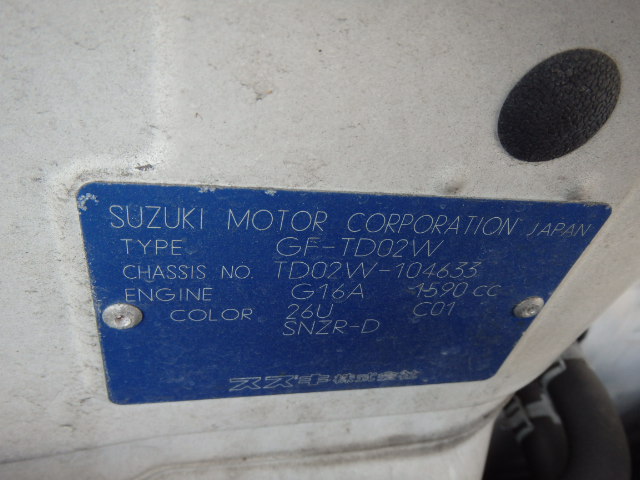 SUZUKI MOTOR CORPORATION JAPAN
TYPE GF-TD02W
CHASSIS NO. TD02W-104633
ENGINE G16A 1590 CC
COLOR 26U C01
SNZR-D
スズキ株式会社